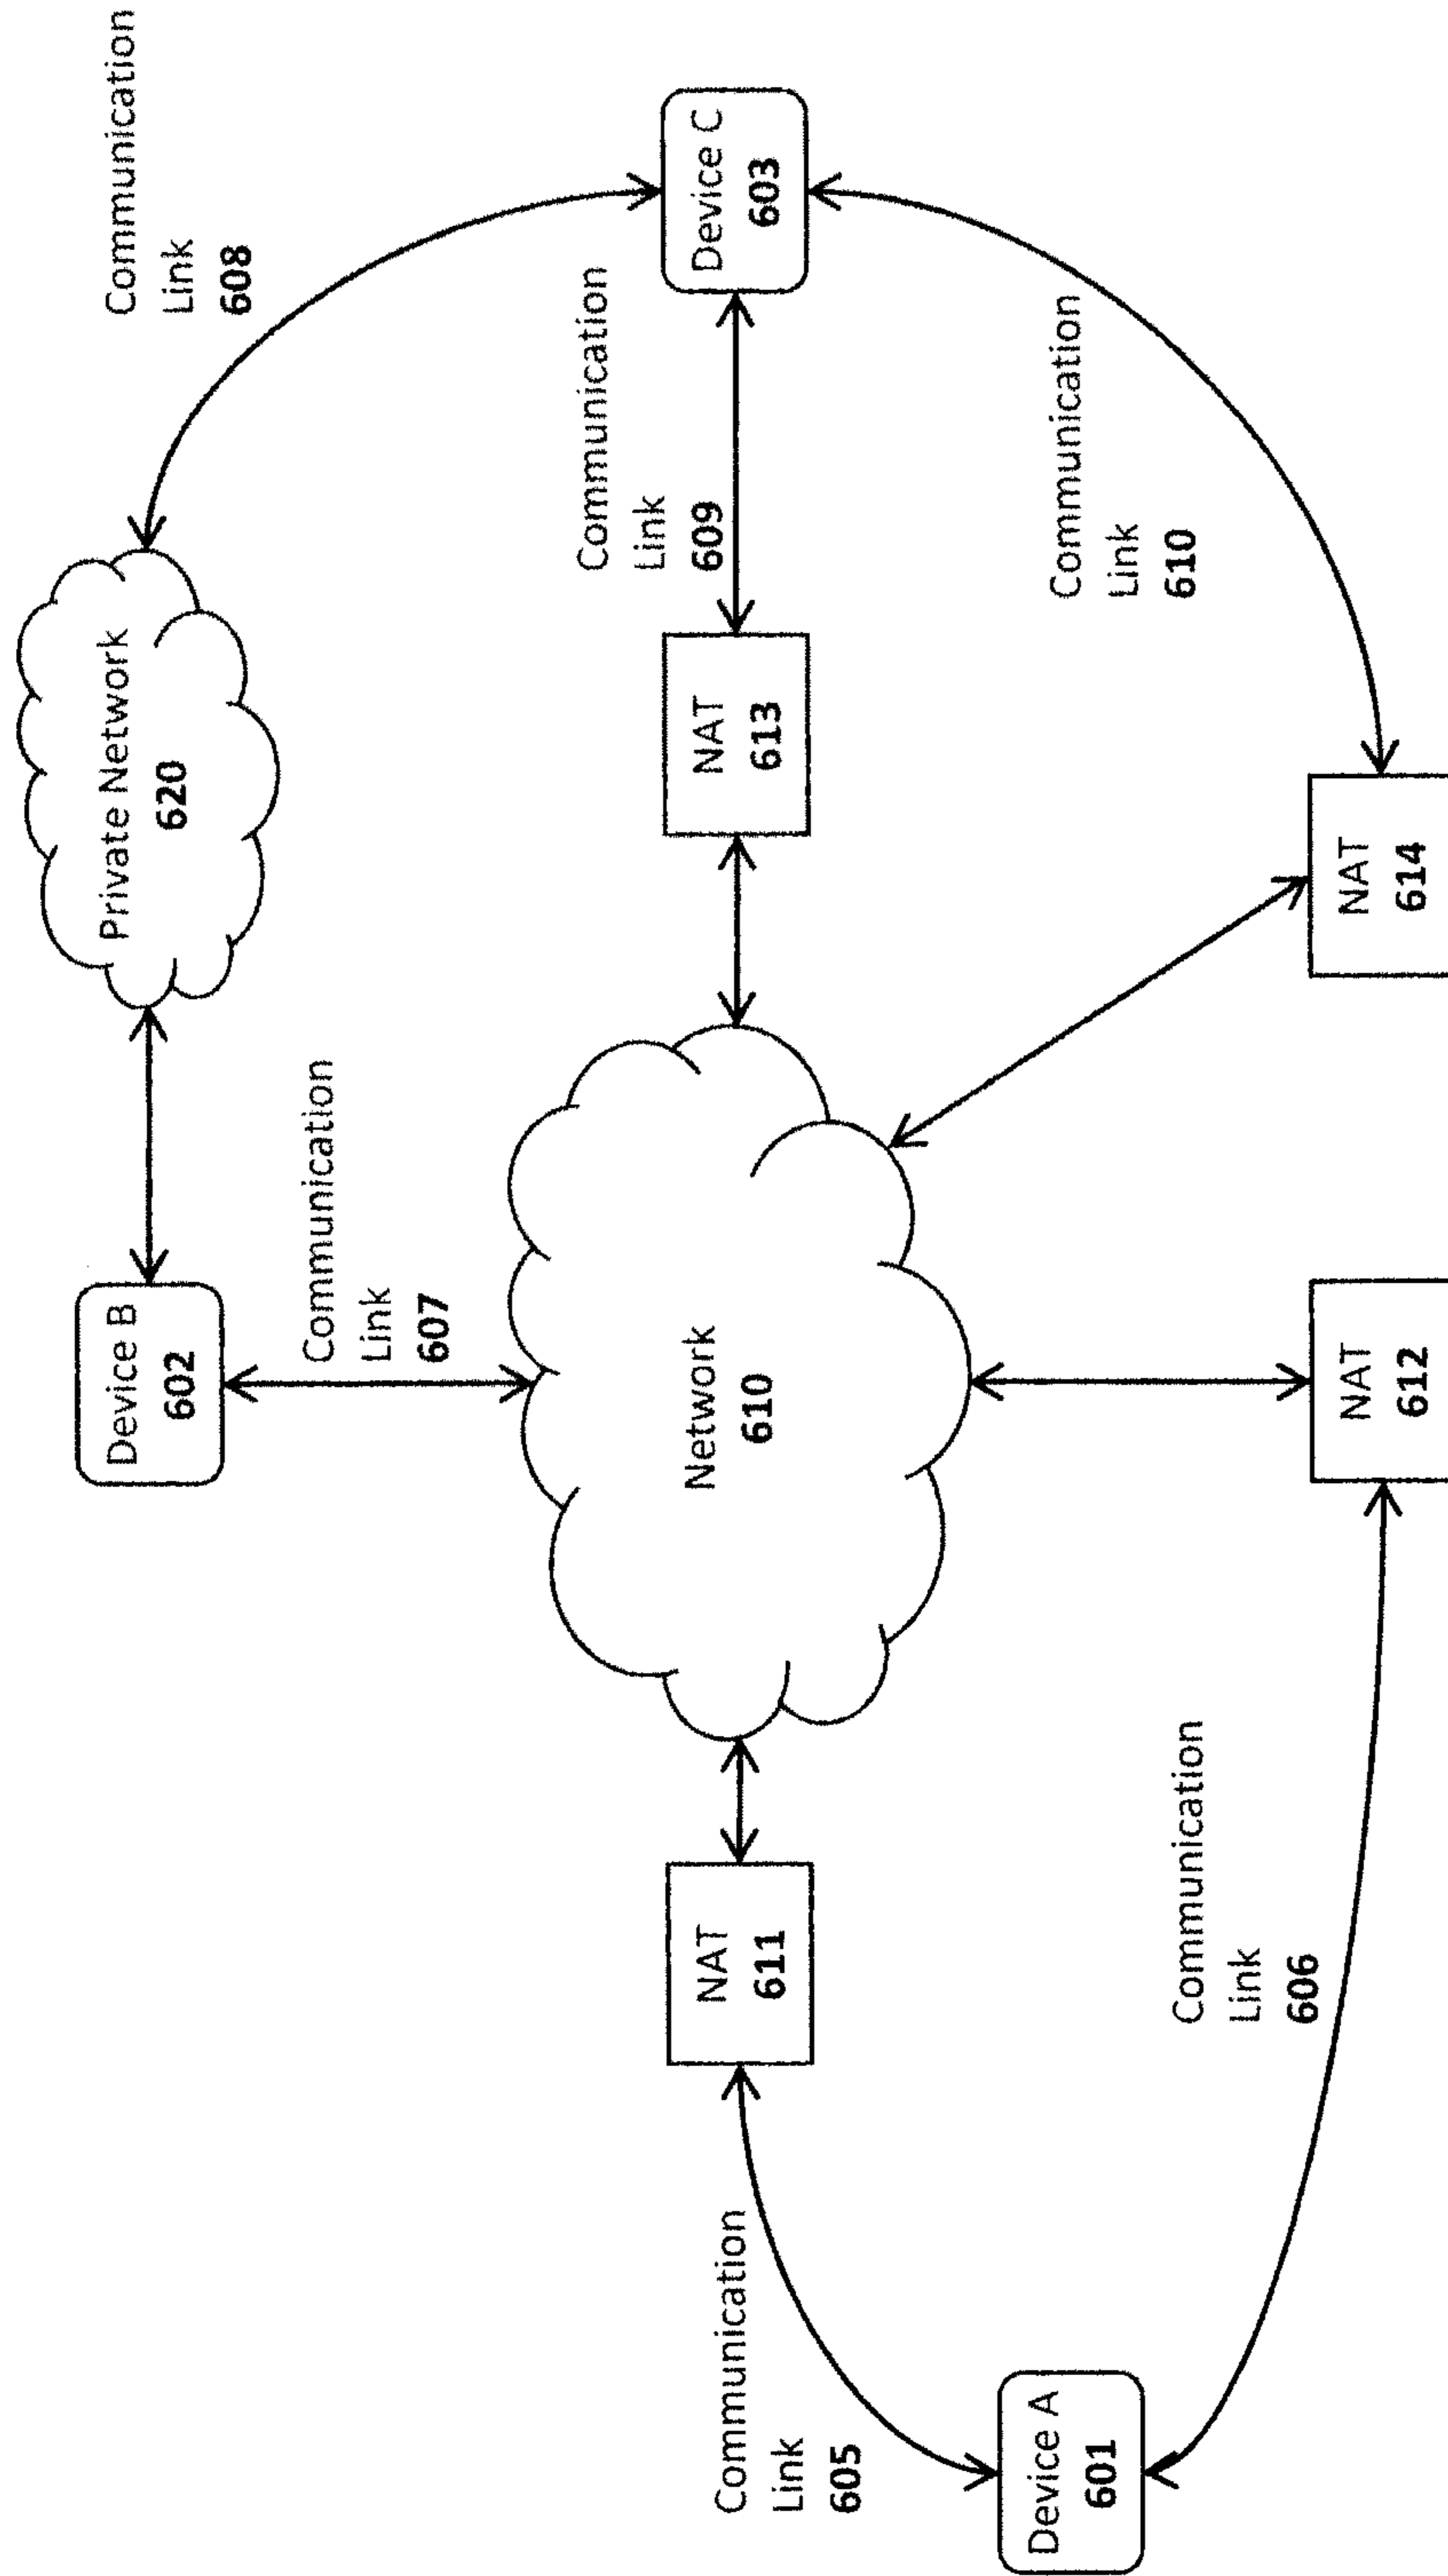 Private Network
620
Communication
Link
608
Device B
602
Communication
Link
607
Communication
Link
609
Device C
603
NAT
611
Network
610
NAT
613
Communication
Link
605
Communication
Link
610
Device A
601
Communication
Link
606
NAT
612
NAT
614